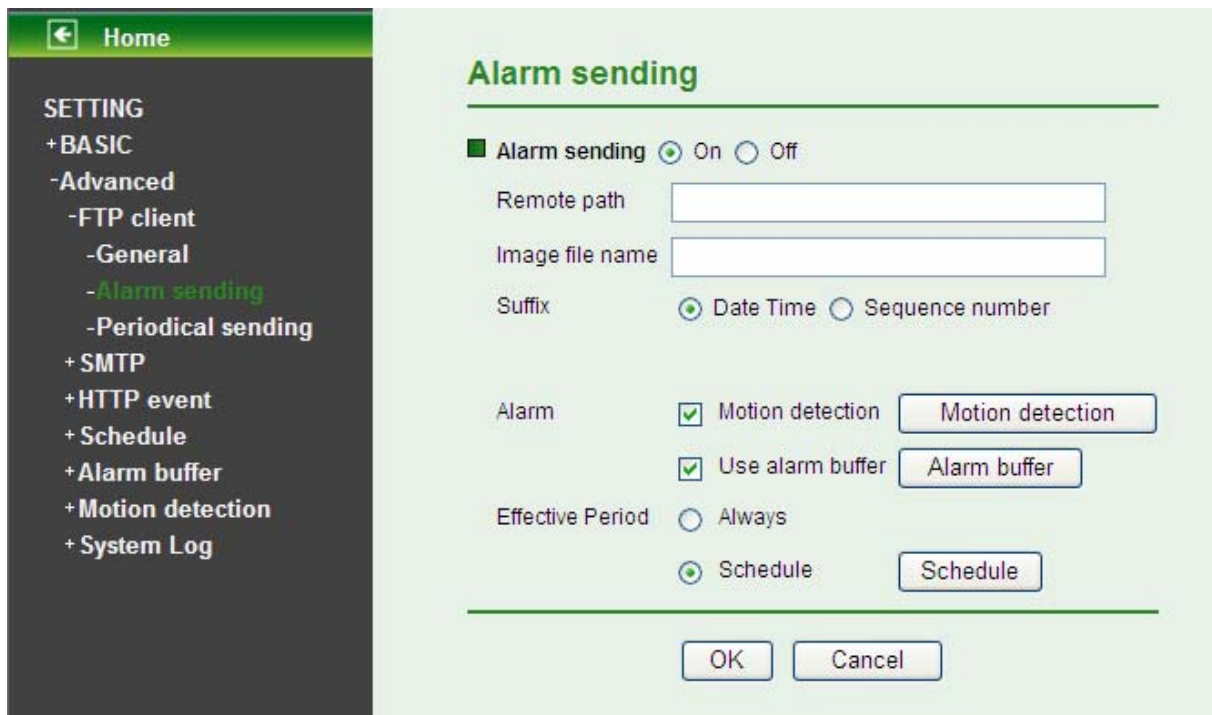 Home
SETTING
+BASIC
-Advanced
-FTP client
-General
-Alarm sending
-Periodical sending
+SMTP
+HTTP event
+Schedule
+Alarm buffer
+Motion detection
+System Log
Alarm sending
Alarm sending On Off
Remote path
Image file name
Suffix Date Time Sequence number
Alarm Motion detection Motion detection
Use alarm buffer Alarm buffer
Effective Period Always
Schedule Schedule
OK Cancel